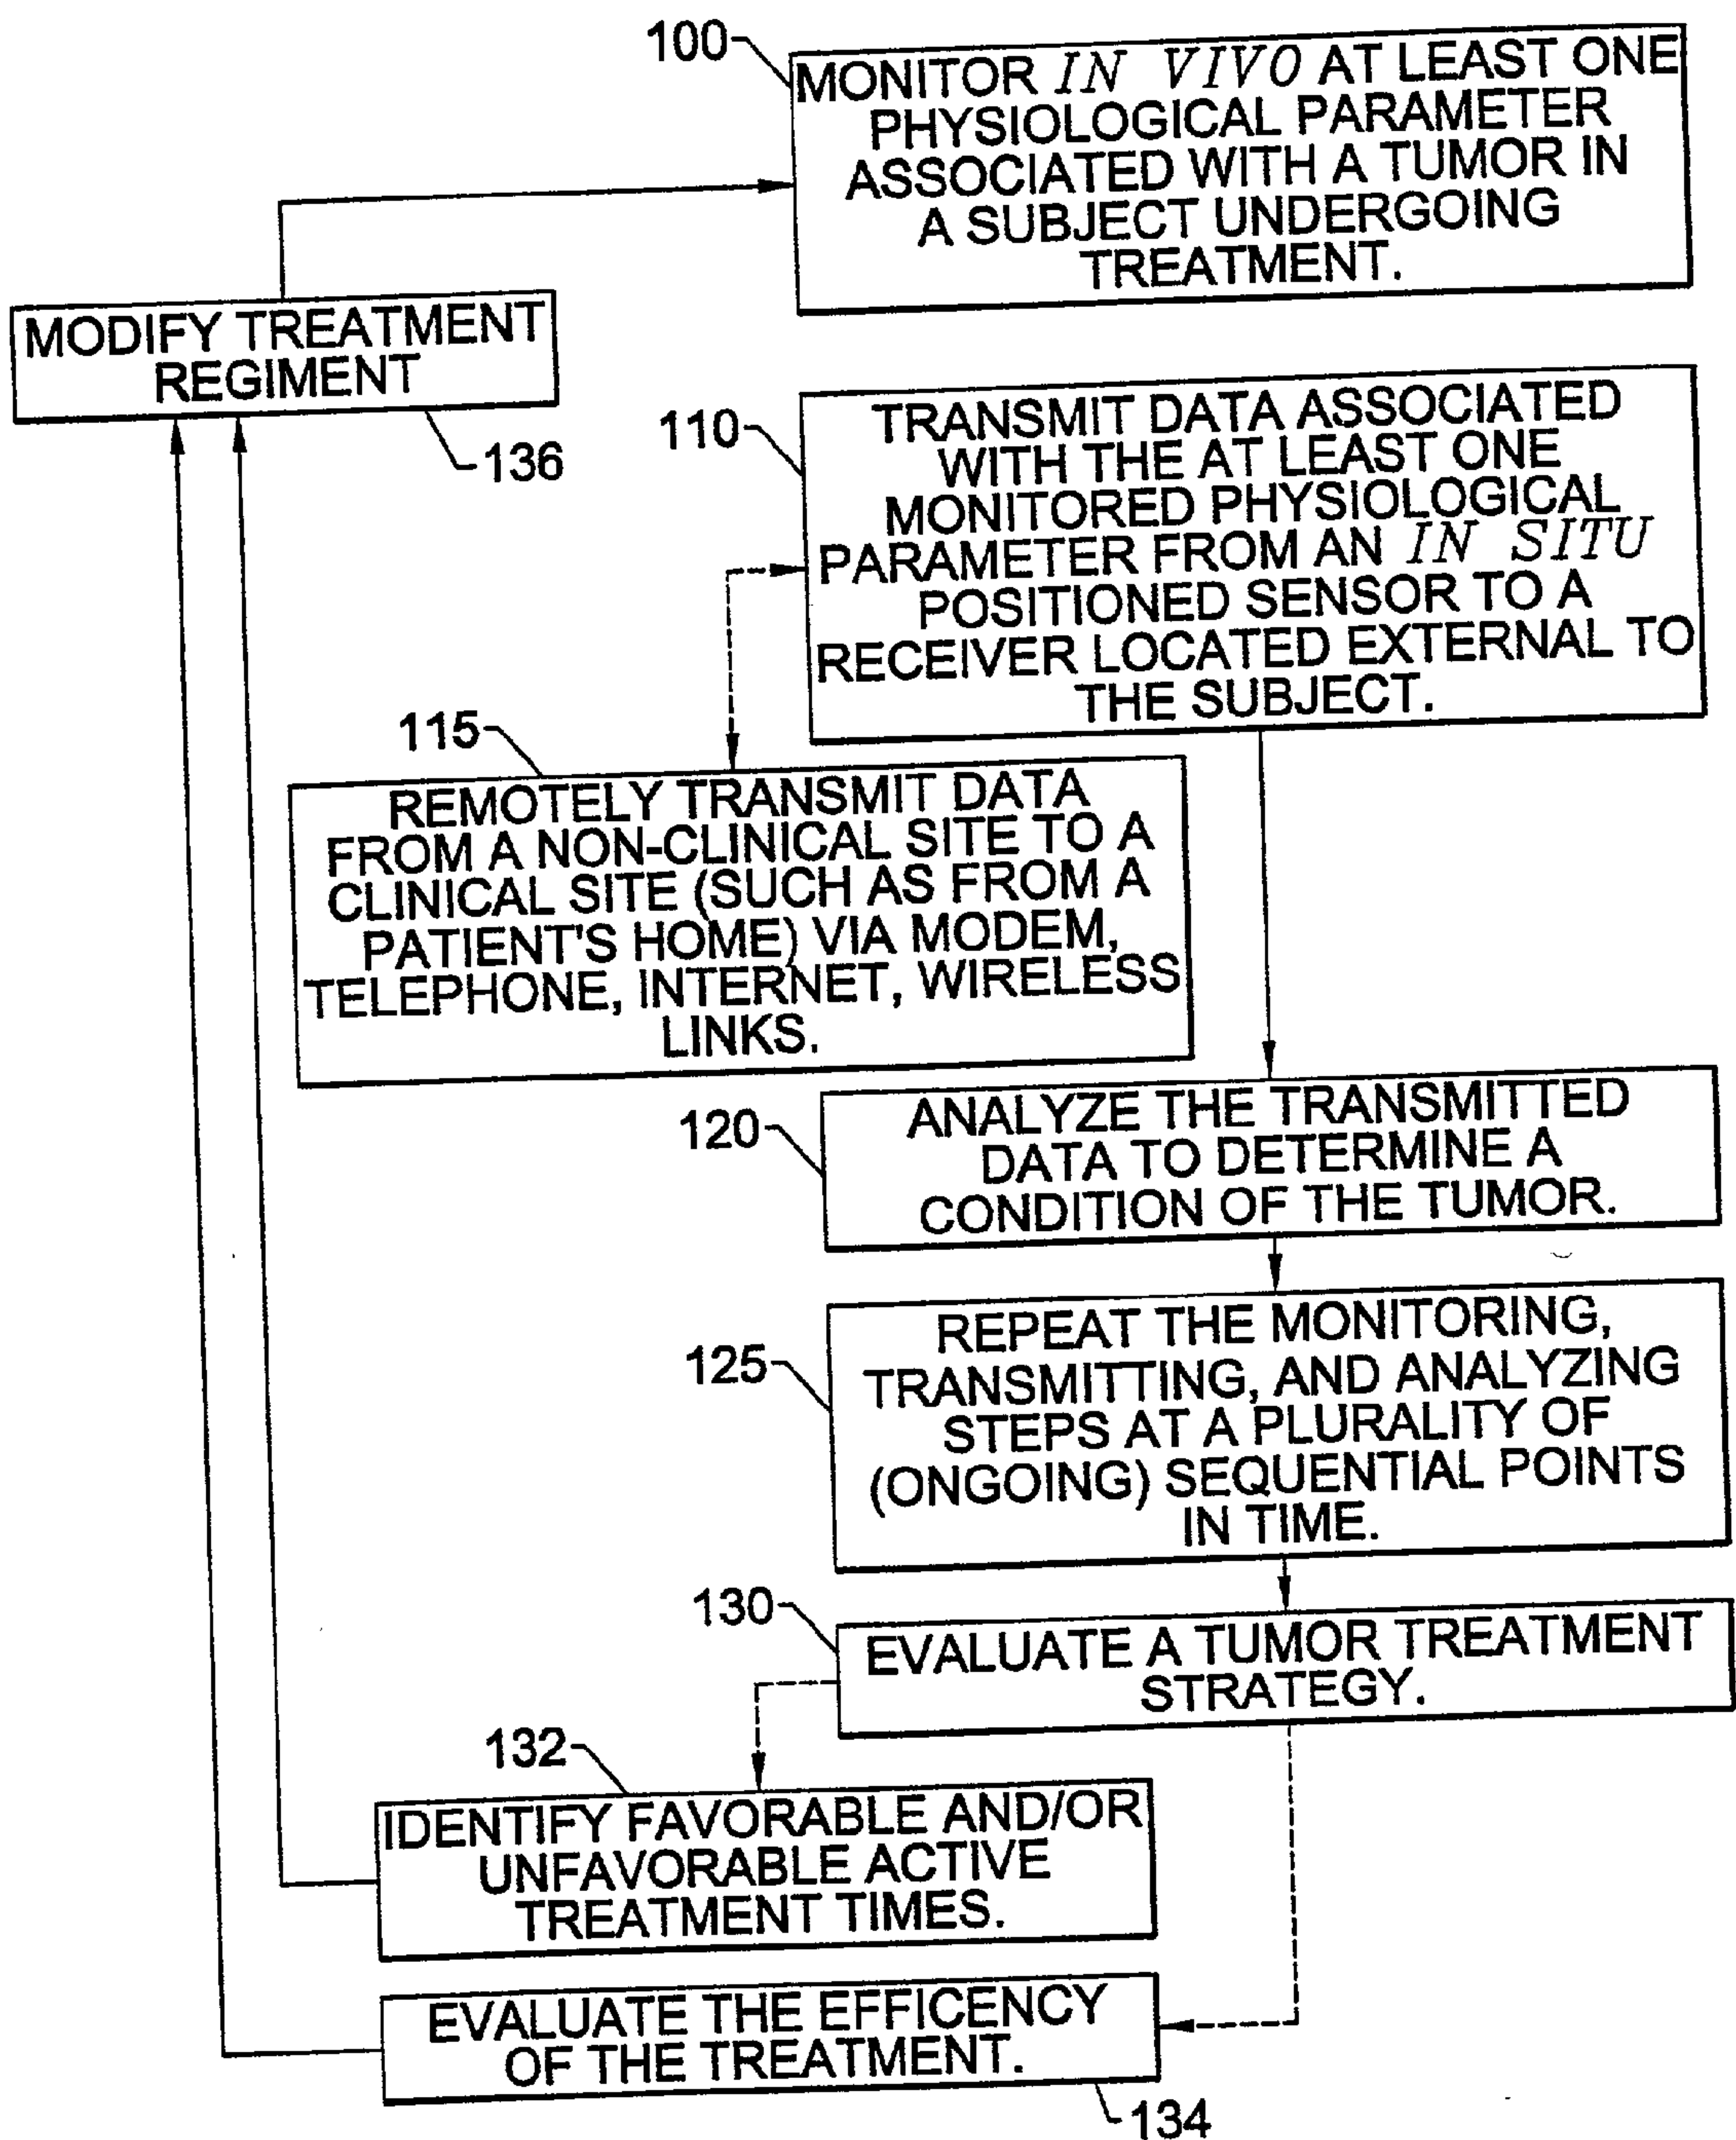 100
MONITOR IN VIVO AT LEAST ONE
PHYSIOLOGICAL PARAMETER
ASSOCIATED WITH A TUMOR IN
A SUBJECT UNDERGOING
TREATMENT.
MODIFY TREATMENT
REGIMENT
136
110
TRANSMIT DATA ASSOCIATED
WITH THE AT LEAST ONE
MONITORED PHYSIOLOGICAL
PARAMETER FROM AN IN SITU
POSITIONED SENSOR TO A
RECEIVER LOCATED EXTERNAL TO
THE SUBJECT.
115
REMOTELY TRANSMIT DATA
FROM A NON-CLINICAL SITE TO A
CLINICAL SITE (SUCH AS FROM A
PATIENT'S HOME) VIA MODEM,
TELEPHONE, INTERNET, WIRELESS
LINKS.
120
ANALYZE THE TRANSMITTED
DATA TO DETERMINE A
CONDITION OF THE TUMOR.
125
REPEAT THE MONITORING,
TRANSMITTING, AND ANALYZING
STEPS AT A PLURALITY OF
(ONGOING) SEQUENTIAL POINTS
IN TIME.
130
EVALUATE A TUMOR TREATMENT
STRATEGY.
132
IDENTIFY FAVORABLE AND/OR
UNFAVORABLE ACTIVE
TREATMENT TIMES.
EVALUATE THE EFFICENCY
OF THE TREATMENT.
134